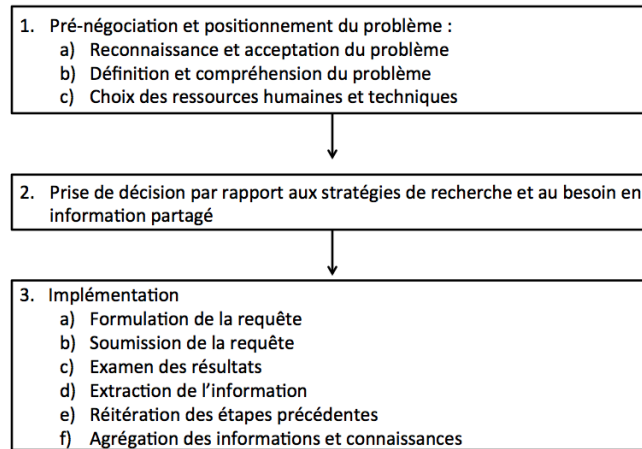 1. Pré-négociation et positionnement du problème :
a) Reconnaissance et acceptation du problème
b) Définition et compréhension du problème
c) Choix des ressources humaines et techniques
2. Prise de décision par rapport aux stratégies de recherche et au besoin en
information partagé
3. Implémentation
a) Formulation de la requête
b) Soumission de la requête
c) Examen des résultats
d) Extraction de l'information
e) Réitération des étapes précédentes
f) Agrégation des informations et connaissances